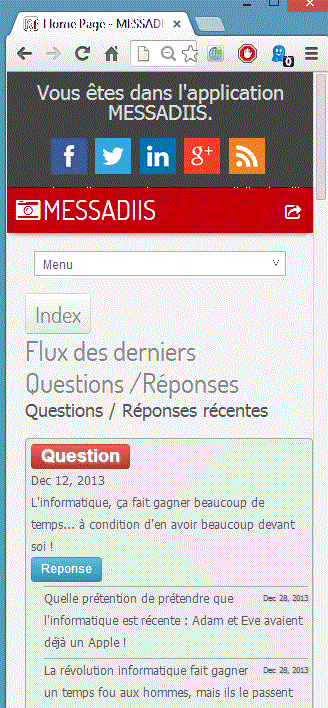 Home Page - MESSADI
0
Vous êtes dans l'application
MESSADIIS.
MESSADIIS
Menu
Index
Flux des derniers
Questions /Réponses
Questions / Réponses récentes
Question
Dec 12, 2013
L'informatique, ça fait gagner beaucoup de
temps... à condition d'en avoir beaucoup devant
soi !
Reponse
Quelle prétention de prétendre que Dec 28, 2013
l'informatique est récente : Adam et Eve avaient
déjà un Apple !
La révolution informatique fait gagner Dec 28, 2013
un temps fou aux hommes, mais ils le passent